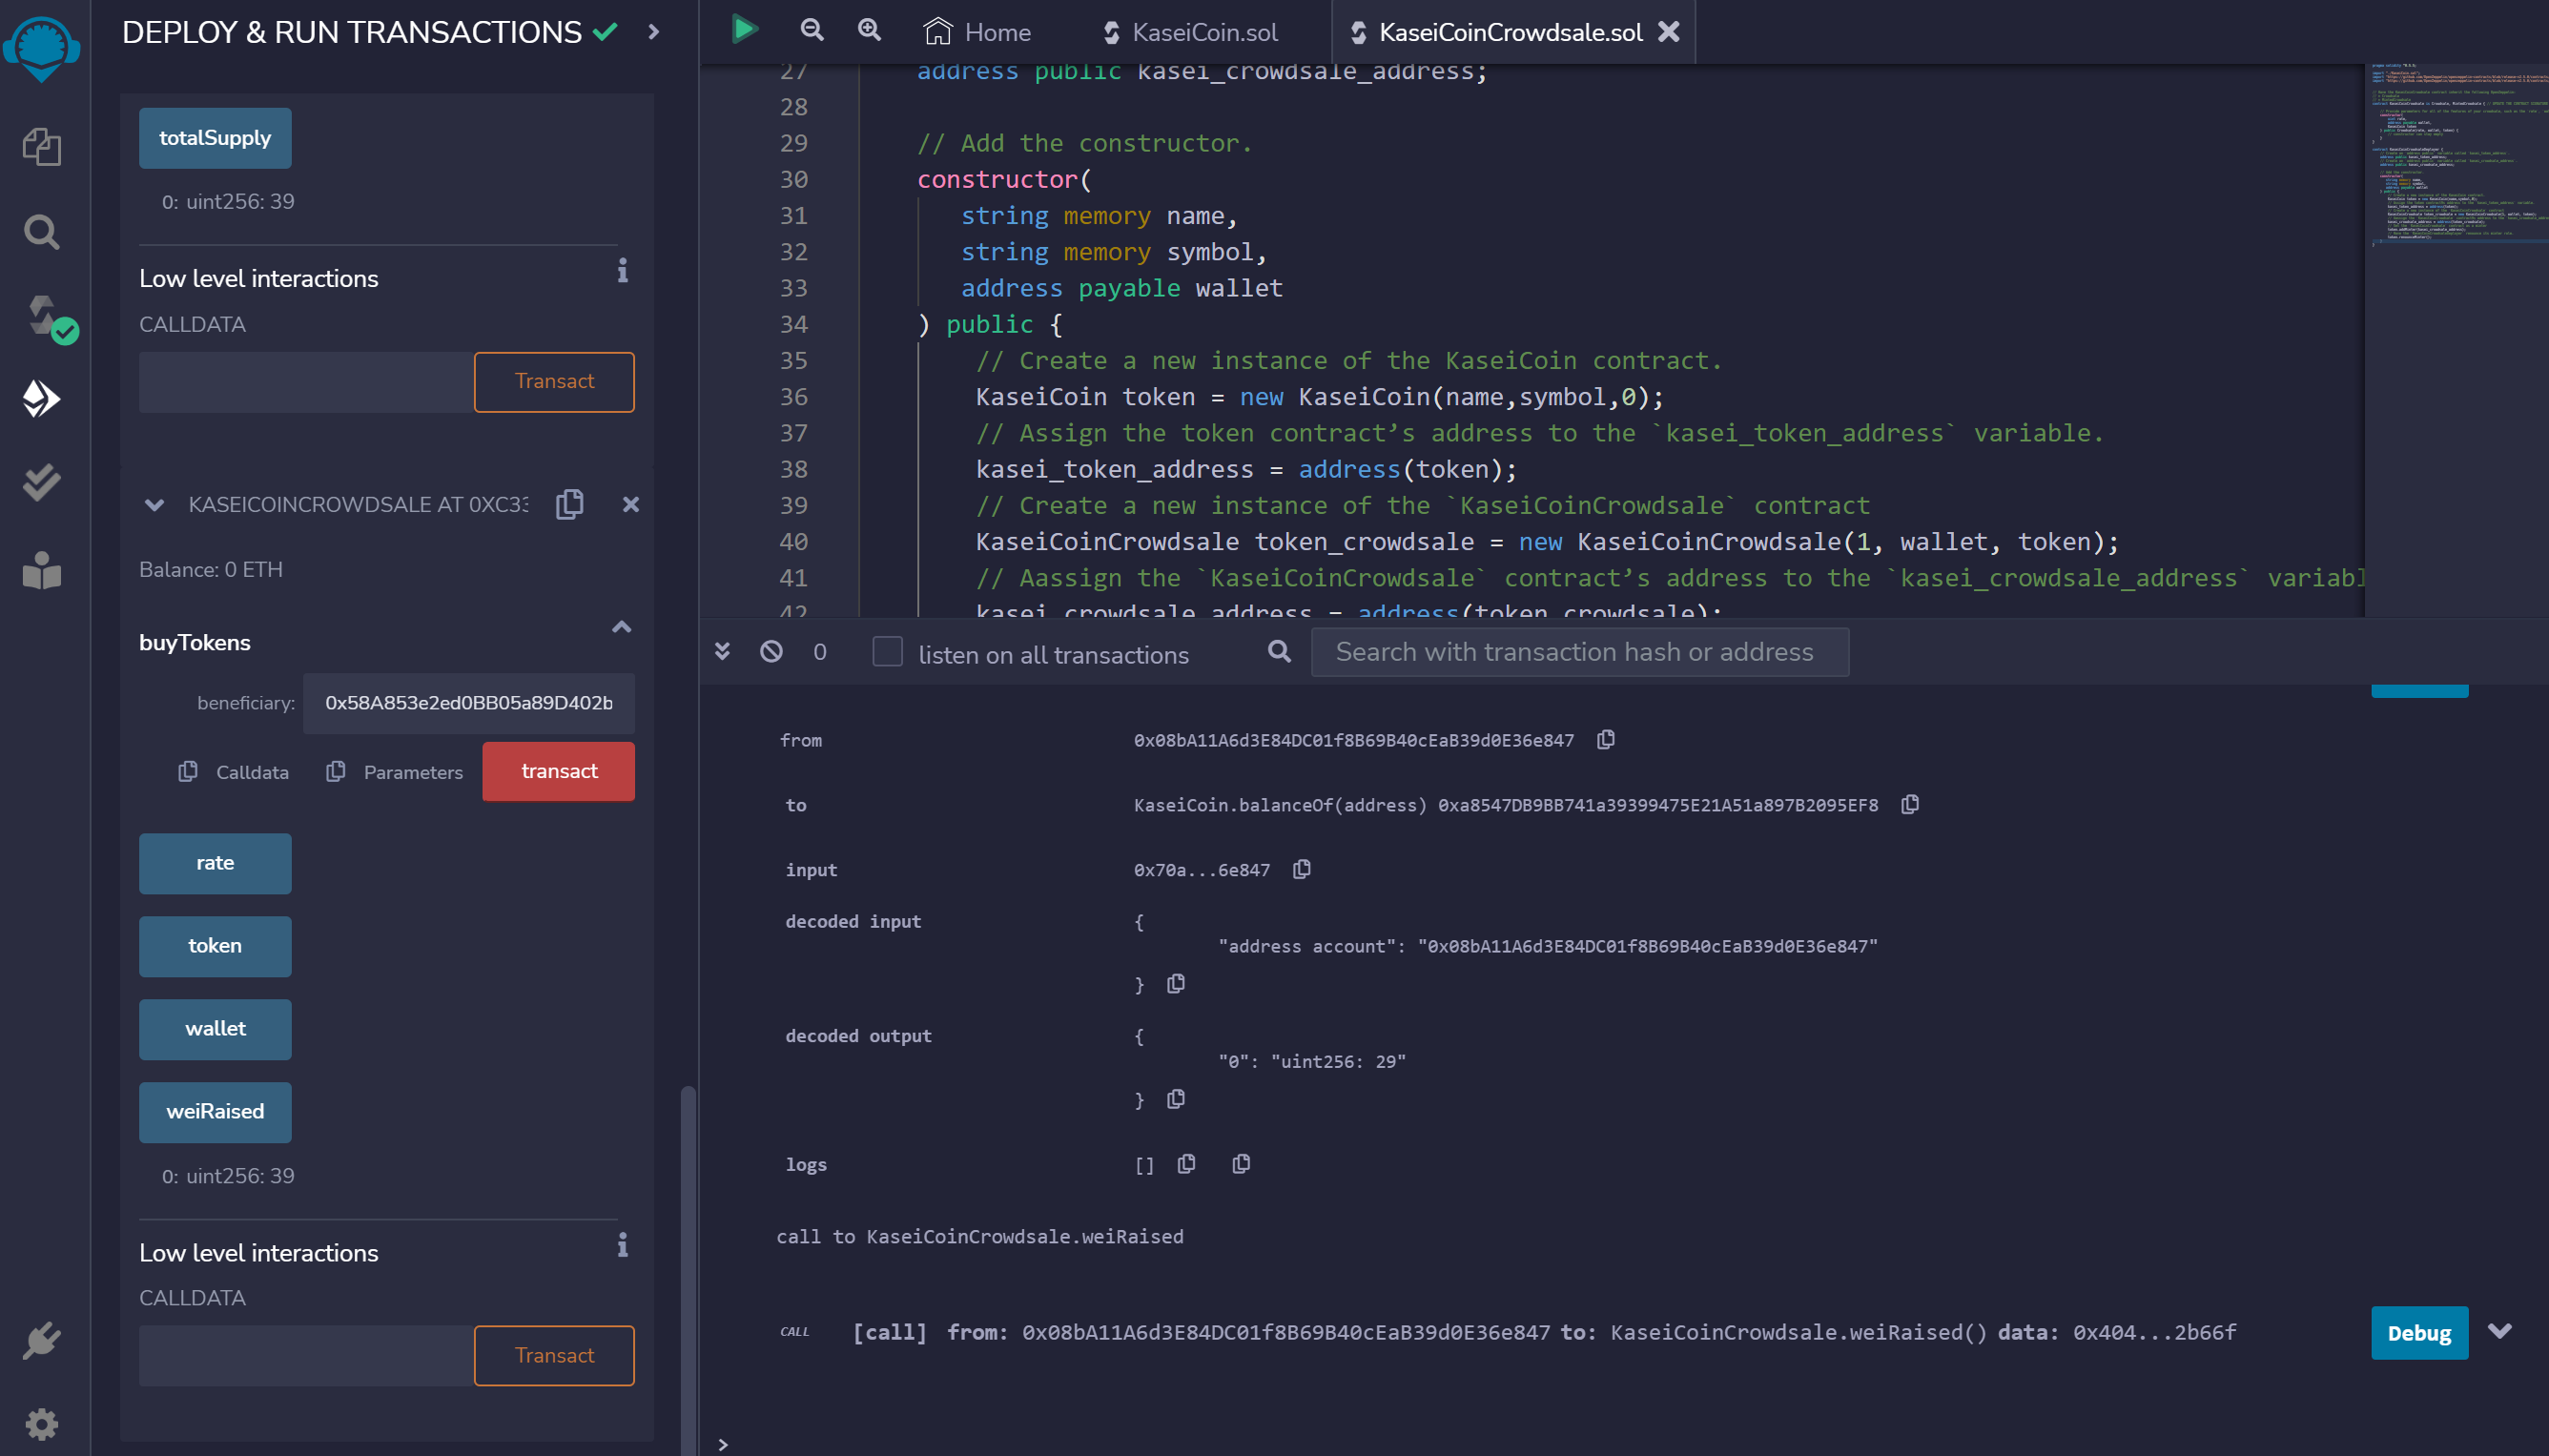 DEPLOY & RUN TRANSACTIONS
totalSupply
0: uint256: 39
Low level interactions
CALLDATA
Transact
KASEICOINCROWDSALE AT 0XC33
Balance: 0 ETH
buyTokens
beneficiary: 0x58A853e2ed0BB05a89D402b
Calldata Parameters transact
rate
token
wallet
weiRaised
0: uint256: 39
Low level interactions
CALLDATA
Transact
Home KaseiCoin.sol KaseiCoinCrowdsale.sol
27 address public kasei_crowdsale_address;
28
29 // Add the constructor.
30 constructor(
31 string memory name,
32 string memory symbol,
33 address payable wallet
34 ) public {
35 // Create a new instance of the KaseiCoin contract.
36 KaseiCoin token = new KaseiCoin(name,symbol,0);
37 // Assign the token contract’s address to the `kasei_token_address` variable.
38 kasei_token_address = address(token);
39 // Create a new instance of the `KaseiCoinCrowdsale` contract
40 KaseiCoinCrowdsale token_crowdsale = new KaseiCoinCrowdsale(1, wallet, token);
41 // Aassign the `KaseiCoinCrowdsale` contract’s address to the `kasei_crowdsale_address` variabl
42 kasei_crowdsale_address = address(token_crowdsale);
0 listen on all transactions Search with transaction hash or address
from 0x08bA11A6d3E84DC01f8B69B40cEaB39d0E36e847
to KaseiCoin.balanceOf(address) 0xa8547DB9BB741a39399475E21A51a897B2095EF8
input 0x70a...6e847
decoded input {
"address account": "0x08bA11A6d3E84DC01f8B69B40cEaB39d0E36e847"
}
decoded output {
"0": "uint256: 29"
}
logs []
call to KaseiCoinCrowdsale.weiRaised
CALL [call] from: 0x08bA11A6d3E84DC01f8B69B40cEaB39d0E36e847 to: KaseiCoinCrowdsale.weiRaised() data: 0x404...2b66f Debug
>